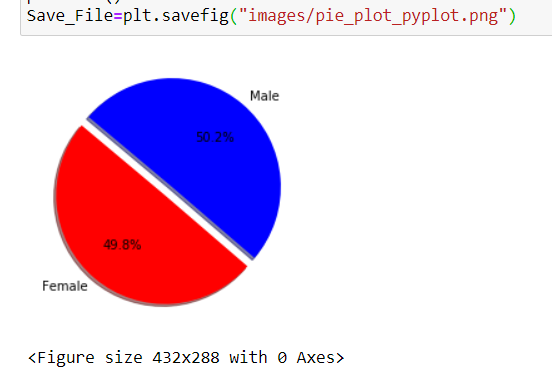 Save_File=plt.savefig("images/pie_plot_pyplot.png")
Male
50.2%
49.8%
Female
<Figure size 432x288 with 0 Axes>